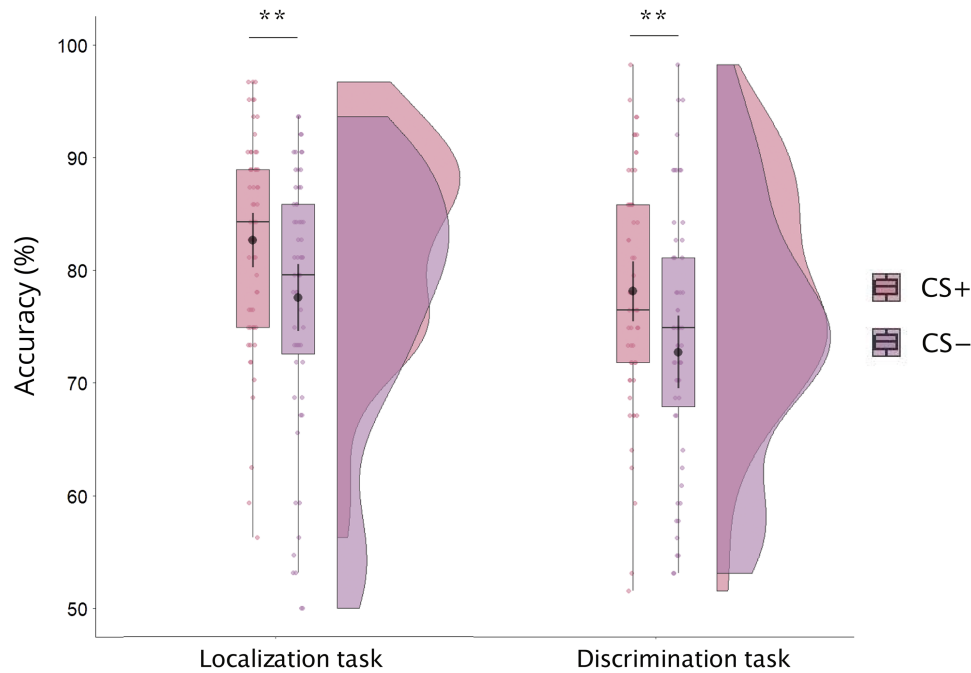 ** **
100
90
80
70
60
50
Accuracy (%)
Localization task Discrimination task
CS+
CS−